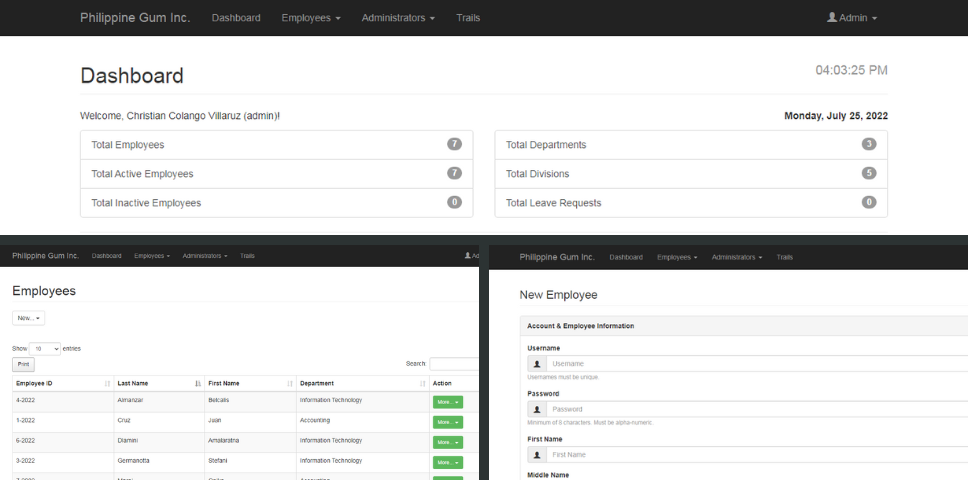 Philippine Gum Inc. Dashboard Employees Administrators Trails Admin
Dashboard 04:03:25 PM
Welcome, Christian Colango Villaruz (admin)! Monday, July 25, 2022
Total Employees 7
Total Active Employees 7
Total Inactive Employees 0
Total Departments 3
Total Divisions 5
Total Leave Requests 0
Philippine Gum Inc. Dashboard Employees Administrators Trails
Employees
New...
Show 10 entries
Print Search:
Employee ID Last Name First Name Department Action
4-2022 Almanzar Belcalis Information Technology More...
1-2022 Cruz Juan Accounting More...
6-2022 Dlamini Amalaratna Information Technology More...
3-2022 Germanotta Stefani Information Technology More...
Philippine Gum Inc. Dashboard Employees Administrators Trails
New Employee
Account & Employee Information
Username
Username
Usernames must be unique.
Password
Password
Minimum of 8 characters. Must be alpha-numeric.
First Name
First Name
Middle Name